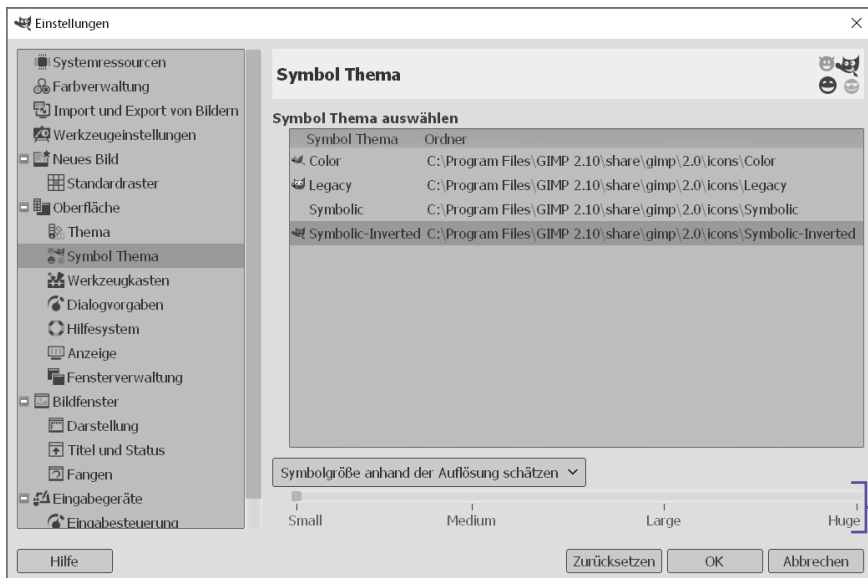 Einstellungen
Systemressourcen
Farbverwaltung
Import und Export von Bildern
Werkzeugeinstellungen
Neues Bild
Standardraster
Oberfläche
Thema
Symbol Thema
Werkzeugkasten
Dialogvorgaben
Hilfesystem
Anzeige
Fensterverwaltung
Bildfenster
Darstellung
Titel und Status
Fangen
Eingabegeräte
Eingabesteuerung
Symbol Thema
Symbol Thema auswählen
Symbol Thema Ordner
Color C:\Program Files\GIMP 2.10\share\gimp\2.0\icons\Color
Legacy C:\Program Files\GIMP 2.10\share\gimp\2.0\icons\Legacy
Symbolic C:\Program Files\GIMP 2.10\share\gimp\2.0\icons\Symbolic
Symbolic-Inverted C:\Program Files\GIMP 2.10\share\gimp\2.0\icons\Symbolic-Inverted
Symbolgröße anhand der Auflösung schätzen
Small Medium Large Huge
Hilfe Zurücksetzen OK Abbrechen